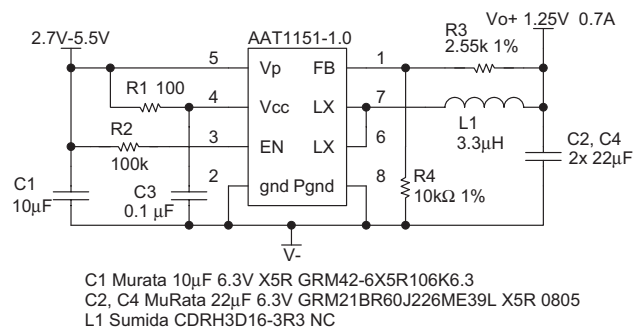 Vo+ 1.25V 0.7A
2.7V-5.5V
AAT1151-1.0
R3
2.55k 1%
5
Vp
FB
1
R1 100
4
Vcc
LX
7
L1
3.3µH
R2
100k
3
EN
LX
6
C2, C4
2x 22µF
C1
10µF
C3
0.1 µF
2
gnd Pgnd
8
R4
10kΩ 1%
V-
C1 Murata 10µF 6.3V X5R GRM42-6X5R106K6.3
C2, C4 MuRata 22µF 6.3V GRM21BR60J226ME39L X5R 0805
L1 Sumida CDRH3D16-3R3 NC